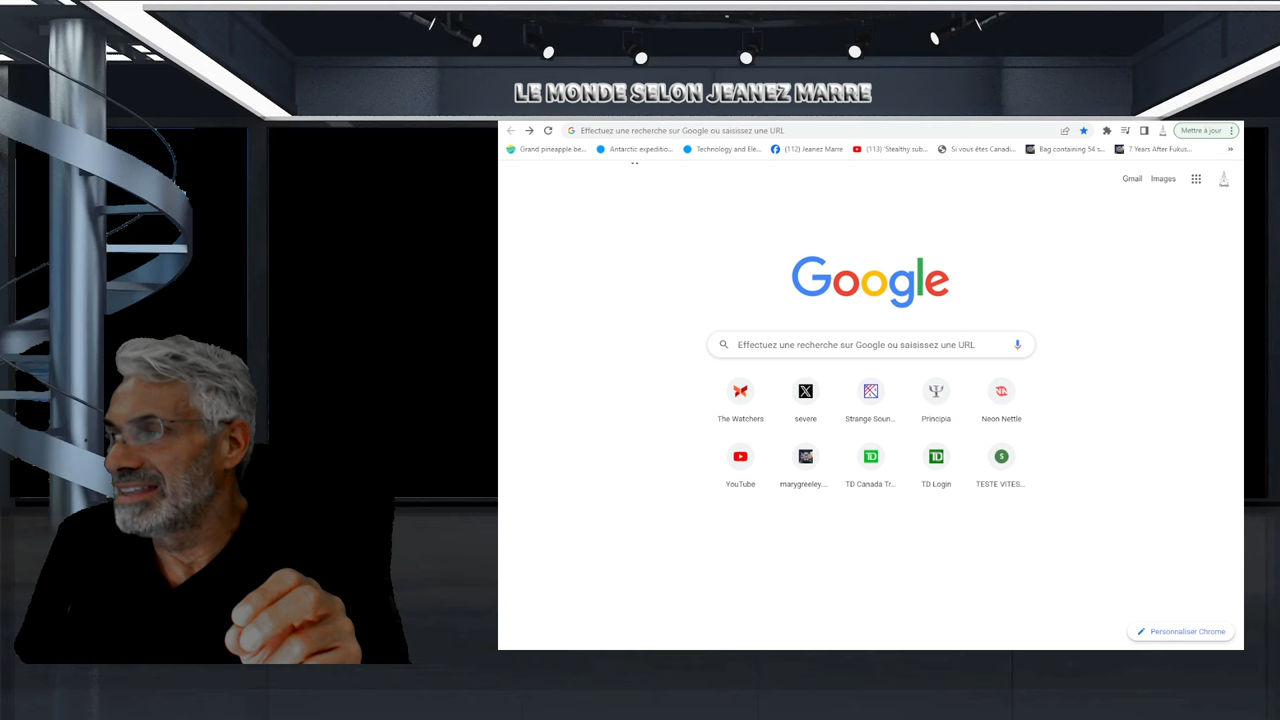 LE MONDE SELON JEANEZ MARRE
Effectuez une recherche sur Google ou saisissez une URL
Mettre à jour
Grand pineapple be... Antarctic expeditio... Technology and Ele... (112) Jeanez Marre (113) 'Stealthy sub... Si vous êtes Canadi... Bag containing 54 s... 7 Years After Fukus... »
Gmail Images
Google
Effectuez une recherche sur Google ou saisissez une URL
The Watchers severe Strange Soun... Principia Neon Nettle
YouTube marygreeley.... TD Canada Tr... TD Login TESTE VITES...
Personnaliser Chrome